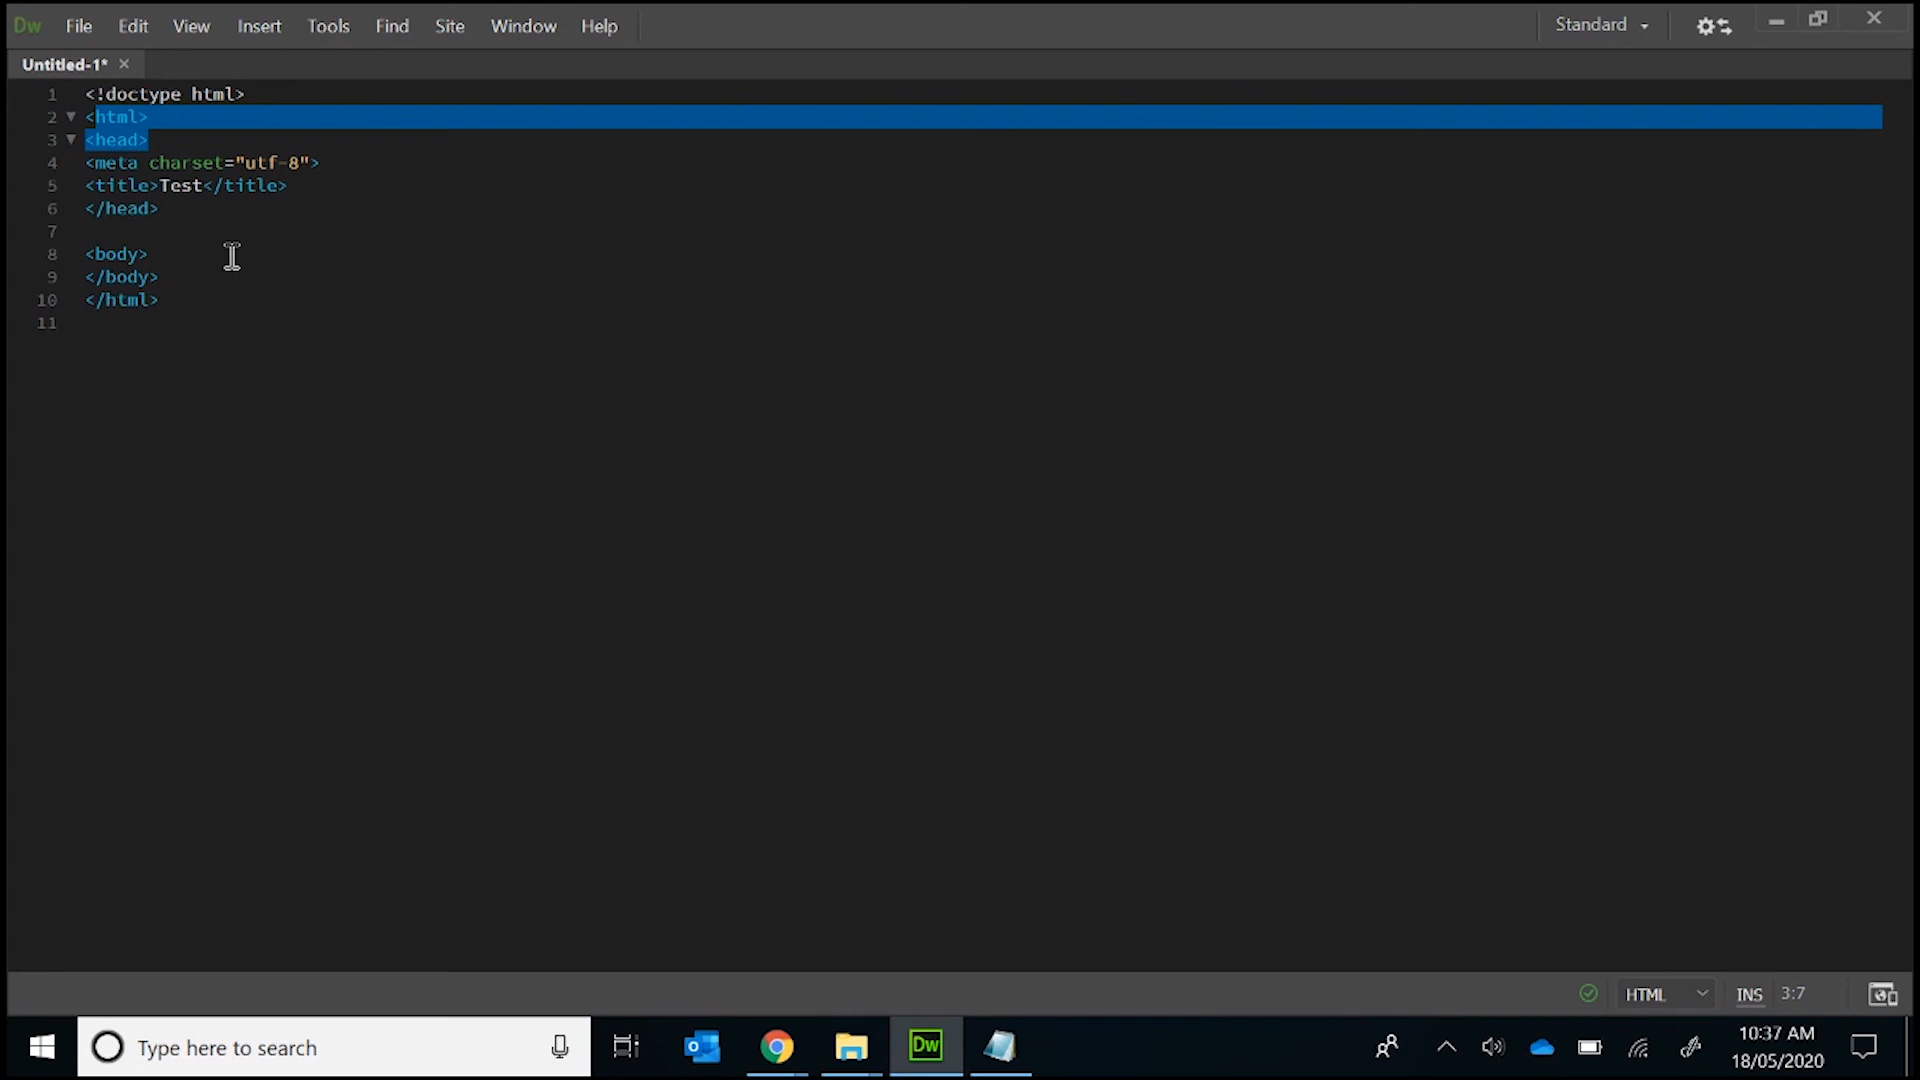 Dw File Edit View Insert Tools Find Site Window Help Standard
Untitled-1*
1 <!doctype html>
2 <html>
3 <head>
4 <meta charset="utf-8">
5 <title>Test</title>
6 </head>
7
8 <body>
9 </body>
10 </html>
11
HTML INS 3:7
Type here to search
o
Dw
10:37 AM
18/05/2020